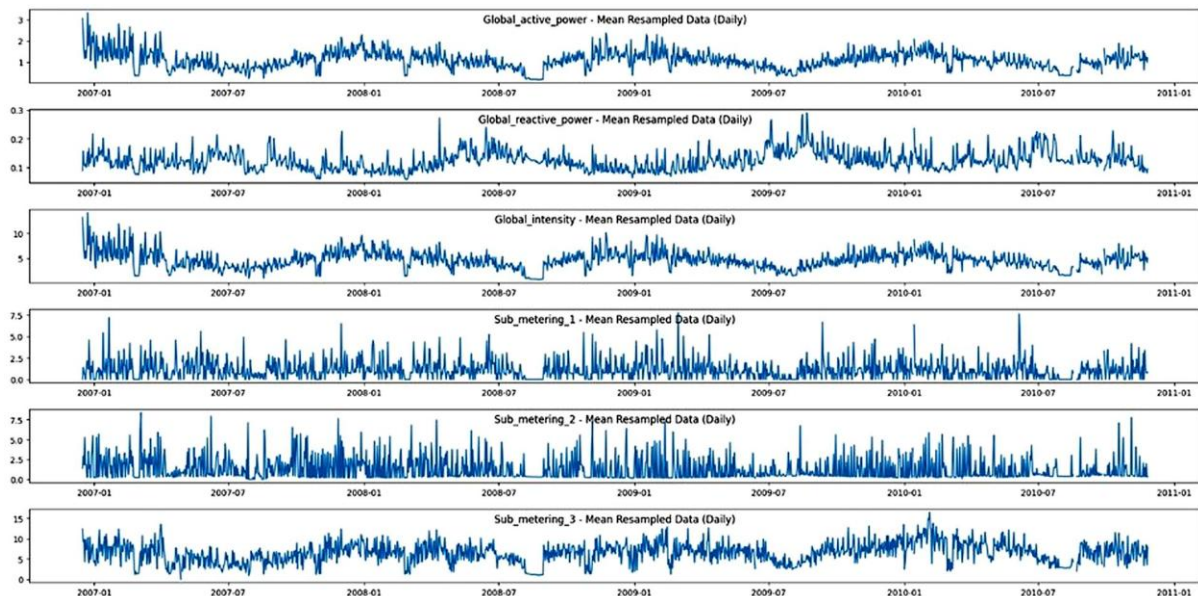 Global_active_power - Mean Resampled Data (Daily)
3
2
1
2007-01 2007-07 2008-01 2008-07 2009-01 2009-07 2010-01 2010-07 2011-01
Global_reactive_power - Mean Resampled Data (Daily)
0.3
0.2
0.1
2007-01 2007-07 2008-01 2008-07 2009-01 2009-07 2010-01 2010-07 2011-01
Global_intensity - Mean Resampled Data (Daily)
10
5
2007-01 2007-07 2008-01 2008-07 2009-01 2009-07 2010-01 2010-07 2011-01
Sub_metering_1 - Mean Resampled Data (Daily)
7.5
5.0
2.5
0.0
2007-01 2007-07 2008-01 2008-07 2009-01 2009-07 2010-01 2010-07 2011-01
Sub_metering_2 - Mean Resampled Data (Daily)
7.5
5.0
2.5
0.0
2007-01 2007-07 2008-01 2008-07 2009-01 2009-07 2010-01 2010-07 2011-01
Sub_metering_3 - Mean Resampled Data (Daily)
15
10
5
0
2007-01 2007-07 2008-01 2008-07 2009-01 2009-07 2010-01 2010-07 2011-01